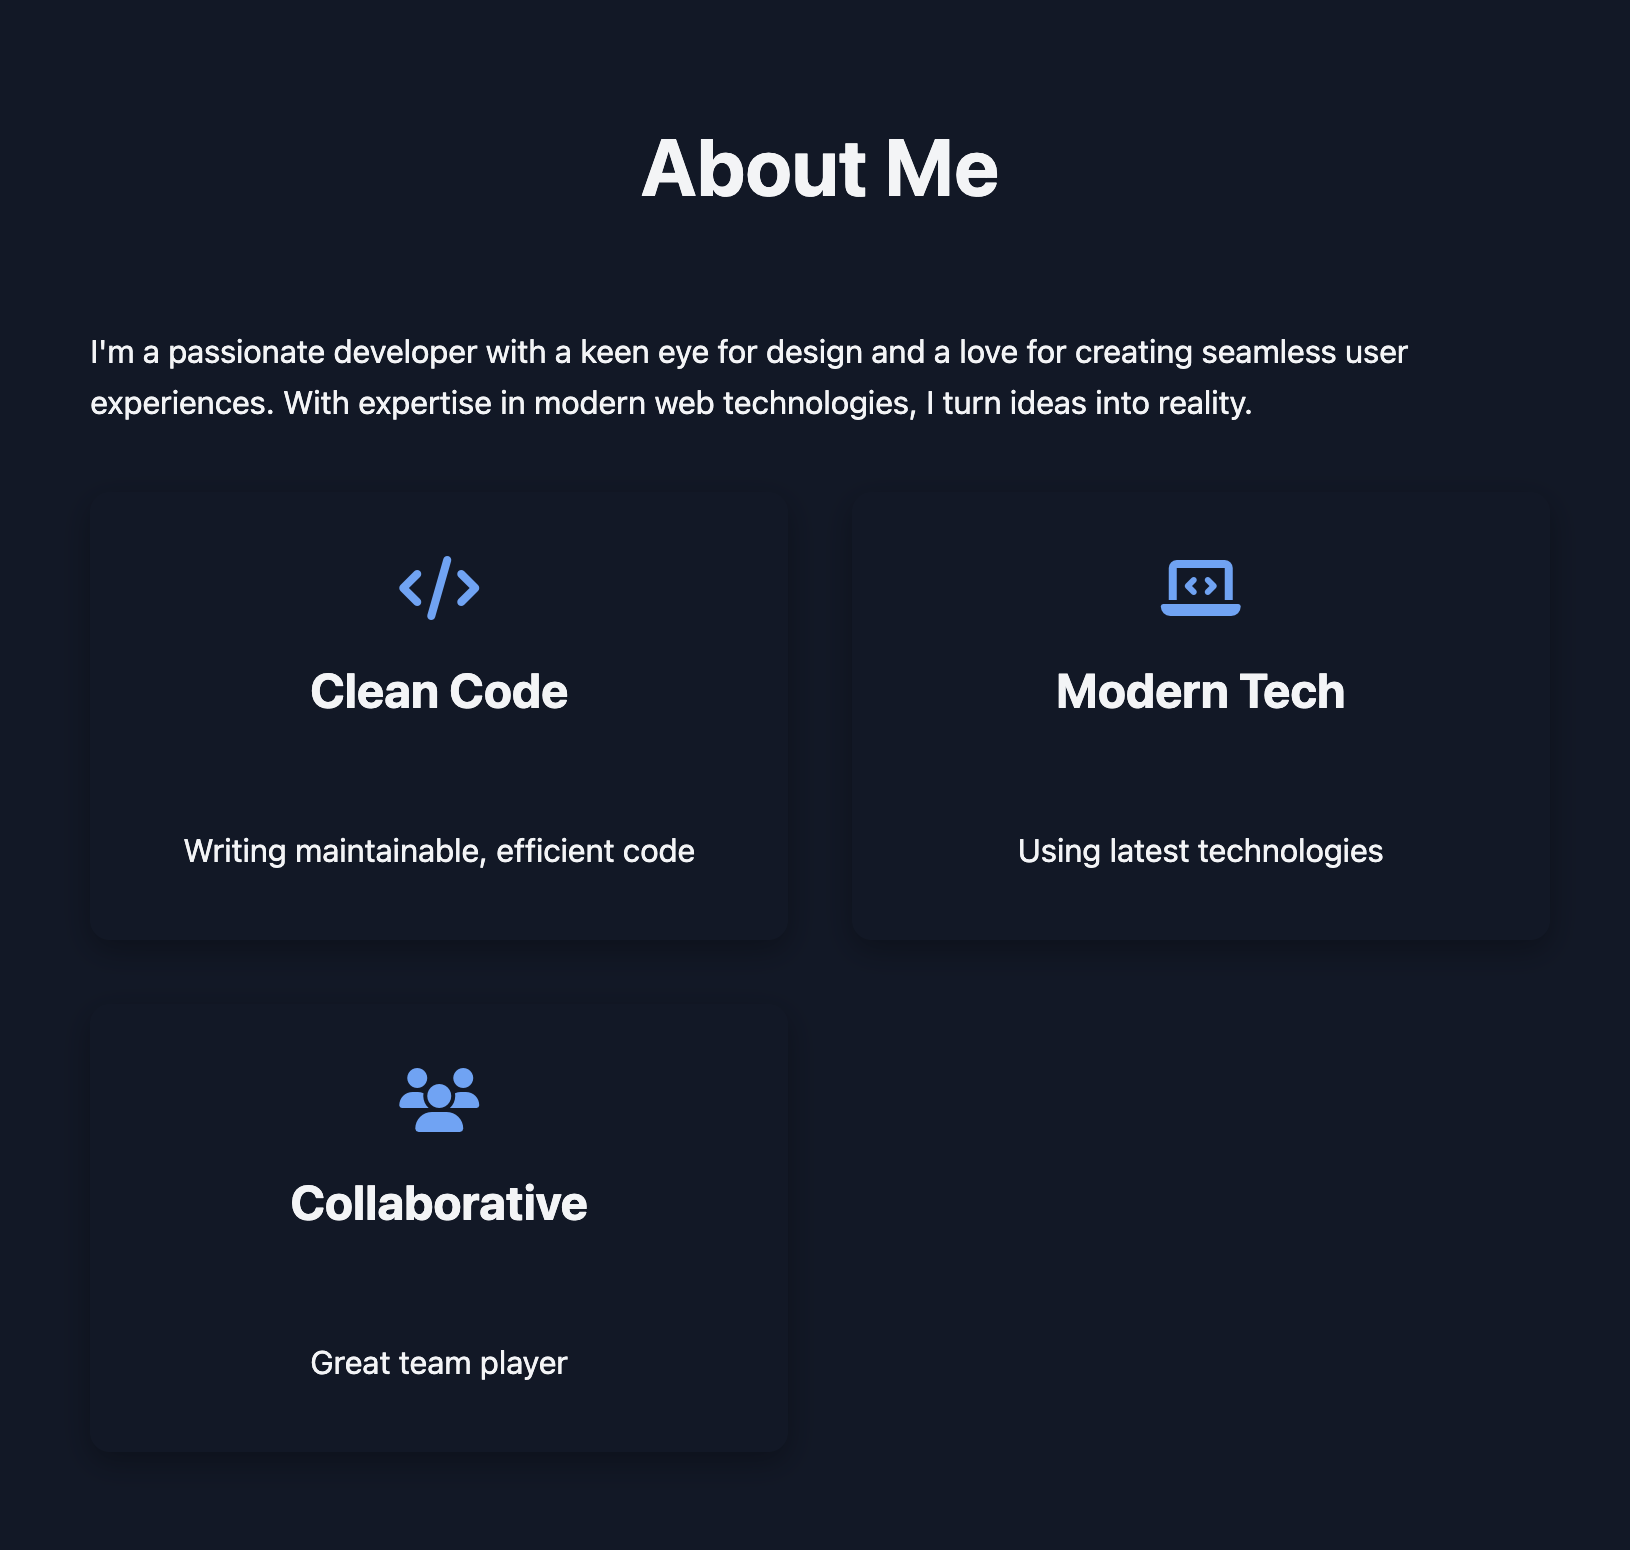 About Me
I'm a passionate developer with a keen eye for design and a love for creating seamless user
experiences. With expertise in modern web technologies, I turn ideas into reality.
Clean Code
Writing maintainable, efficient code
Modern Tech
Using latest technologies
Collaborative
Great team player